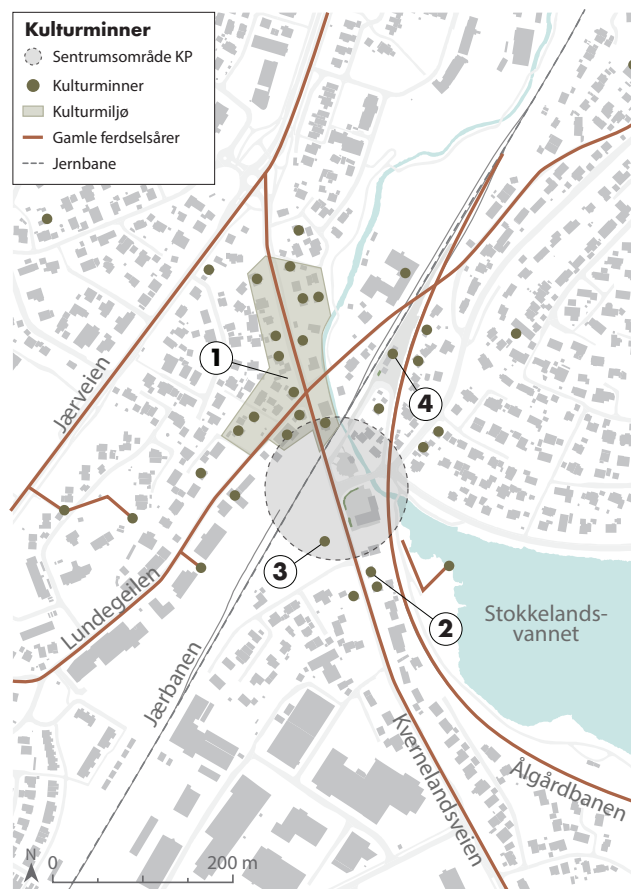 Kulturminner
Sentrumsområde KP
Kulturminner
Kulturmiljø
Gamle ferdselsårer
Jernbane
1
4
Jærveien
3
2
Lundegeilen
Stokkelands-
vannet
Jærbanen
Kvernelandsveien
Ålgårdbanen
N
0 200 m